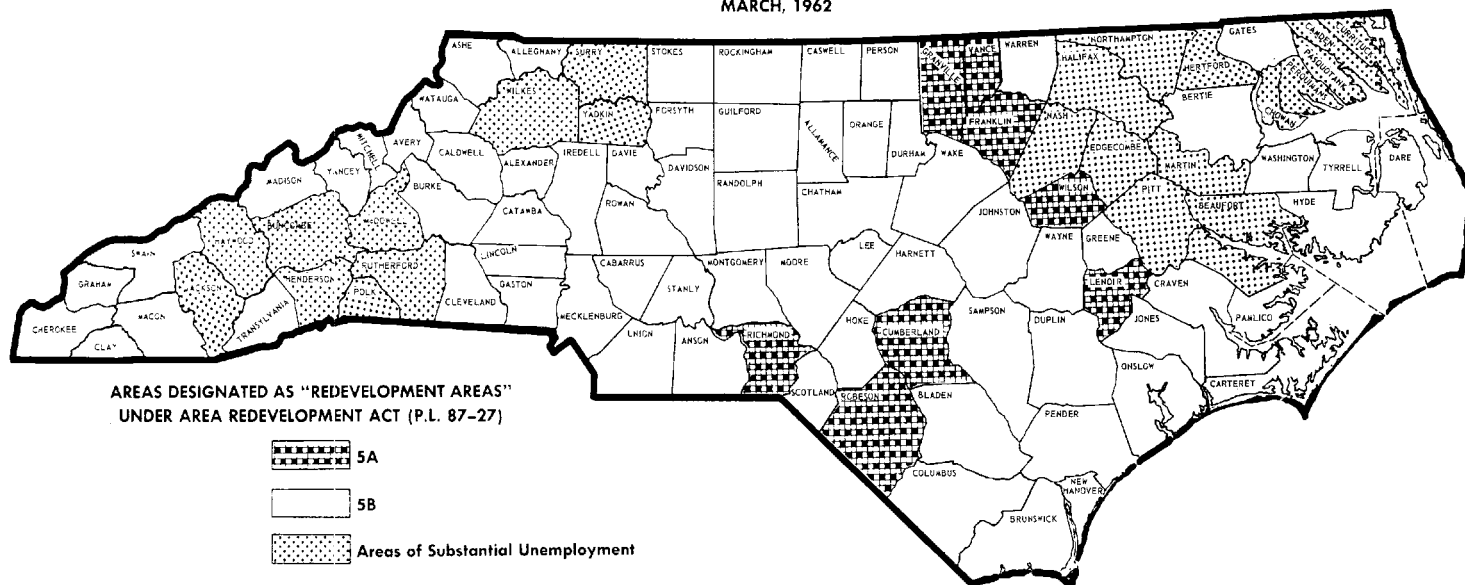 MARCH, 1962
ASHE
ALLEGHANY
SURRY
STOKES
ROCKINGHAM
CASWELL
PERSON
GRANVILLE
VANCE
WARREN
NORTHAMPTON
HALIFAX
HERTFORD
GATES
CAMDEN
CURRITUCK
PASQUOTANK
PERQUIMANS
CHOWAN
WATAUGA
WILKES
YADKIN
FORSYTH
GUILFORD
ALLAMANCE
ORANGE
DURHAM
FRANKLIN
NASH
EDGECOMBE
BERTIE
MARTIN
WASHINGTON
TYRRELL
DARE
MITCHELL
AVERY
CALDWELL
ALEXANDER
IREDELL
DAVIE
DAVIDSON
RANDOLPH
CHATHAM
WAKE
WILSON
PITT
BEAUFORT
HYDE
MADISON
YANCEY
BURKE
CATAWBA
ROWAN
JOHNSTON
WAYNE
GREENE
HAYWOOD
BUNCOMBE
McDOWELL
SWAIN
GRAHAM
JACKSON
HENDERSON
RUTHERFORD
POLK
LINCOLN
CLEVELAND
GASTON
CABARRUS
STANLY
MONTGOMERY
MOORE
LEE
HARNETT
LENOIR
CRAVEN
PAMLICO
CHEROKEE
CLAY
MACON
TRANSYLVANIA
MECKLENBURG
UNION
ANSON
RICHMOND
HOKE
CUMBERLAND
SAMPSON
DUPLIN
JONES
ONSLOW
CARTERET
SCOTLAND
ROBESON
BLADEN
PENDER
COLUMBUS
NEW
HANOVER
BRUNSWICK
AREAS DESIGNATED AS "REDEVELOPMENT AREAS"
UNDER AREA REDEVELOPMENT ACT (P.L. 87-27)
5A
5B
Areas of Substantial Unemployment